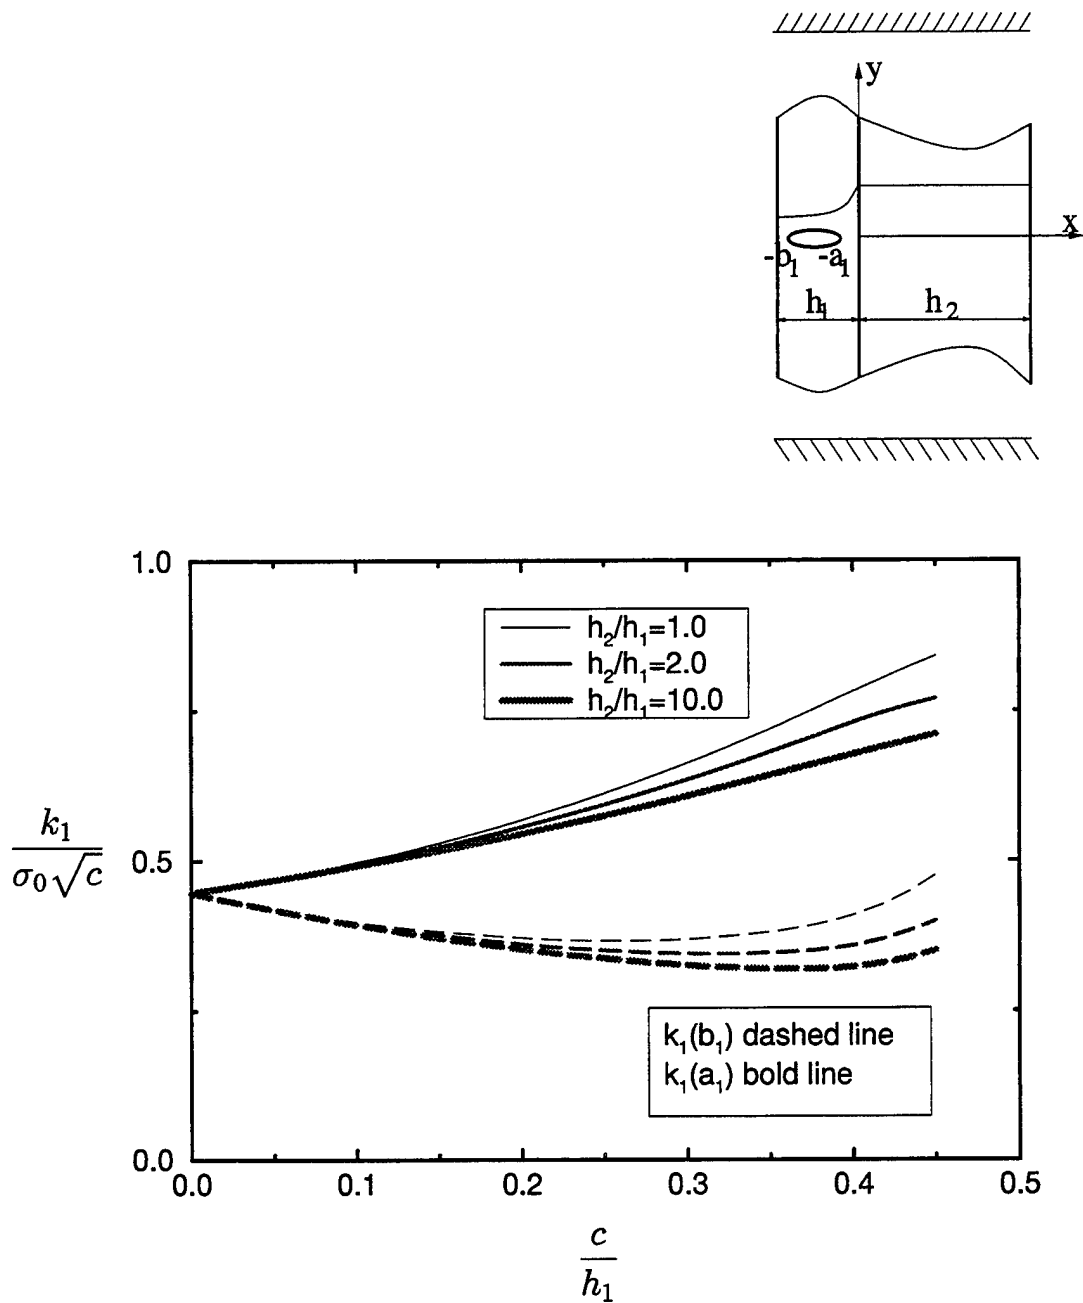 y
x
-b₁ -a₁
h₁ h₂
1.0
h₂/h₁=1.0
h₂/h₁=2.0
h₂/h₁=10.0
k₁
σ₀√c
0.5
k₁(b₁) dashed line
k₁(a₁) bold line
0.0
0.0 0.1 0.2 0.3 0.4 0.5
c
h₁